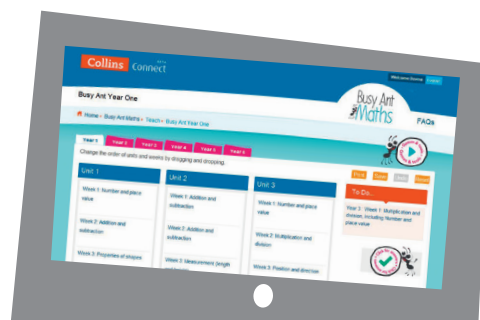 Collins Connect
BETA
Busy Ant Year One
Busy Ant
Maths
FAQs
Home › Busy Ant Maths › Teach › Busy Ant Year One
Year 1
Year 2
Year 3
Year 4
Year 5
Year 6
Change the order of units and weeks by dragging and dropping.
Unit 1
Week 1: Number and place
value
Week 2: Addition and
subtraction
Week 3: Properties of shapes
Unit 2
Week 1: Addition and
subtraction
Week 2: Addition and
subtraction
Week 3: Measurement (length
Unit 3
Week 1: Number and place
value
Week 2: Multiplication and
division
Week 3: Position and direction
To Do..
Year 3 : Week 1: Multiplication and
division, including Number and
place value